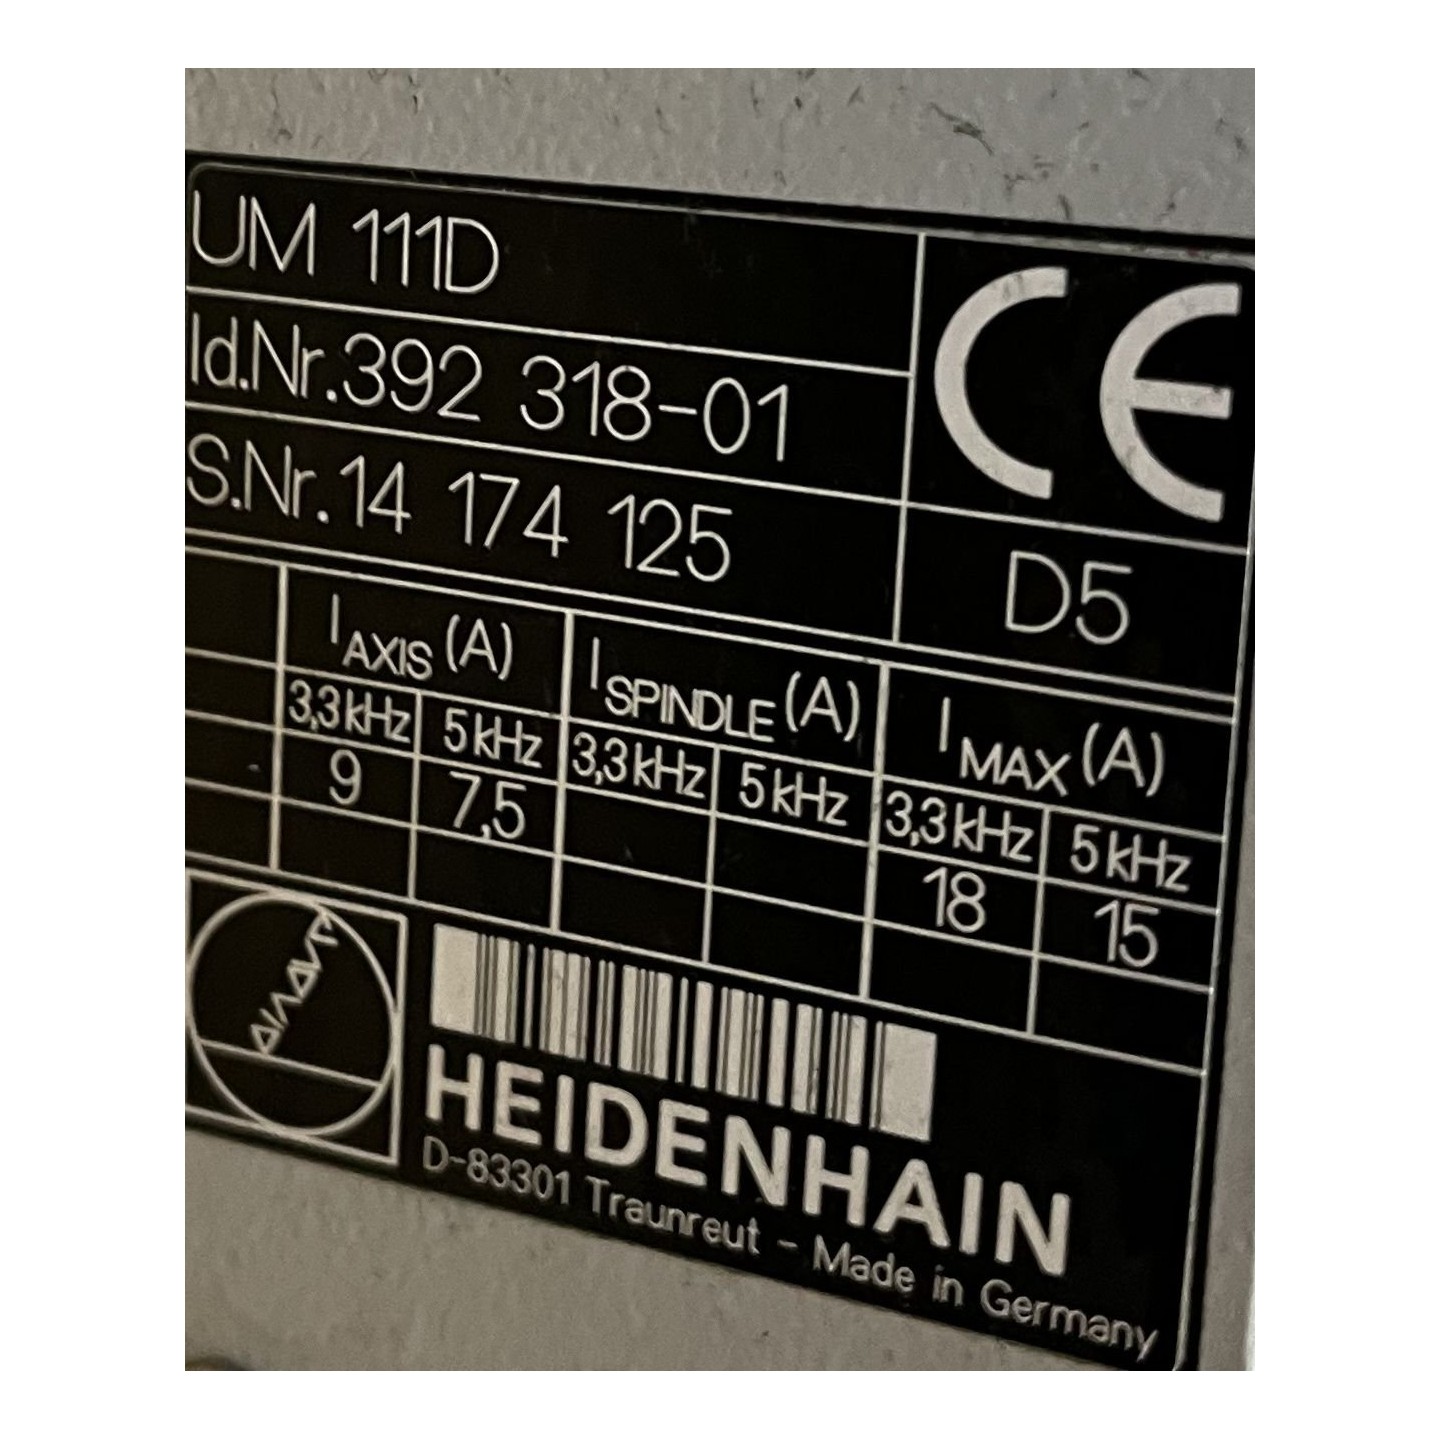 UM 111D
Id.Nr.392 318-01
S.Nr.14 174 125
D5
I AXIS (A) I SPINDLE (A) I MAX (A)
3,3kHz 5kHz 3,3kHz 5kHz 3,3kHz 5kHz
9 7,5 18 15
HEIDENHAIN
D-83301 Traunreut - Made in Germany